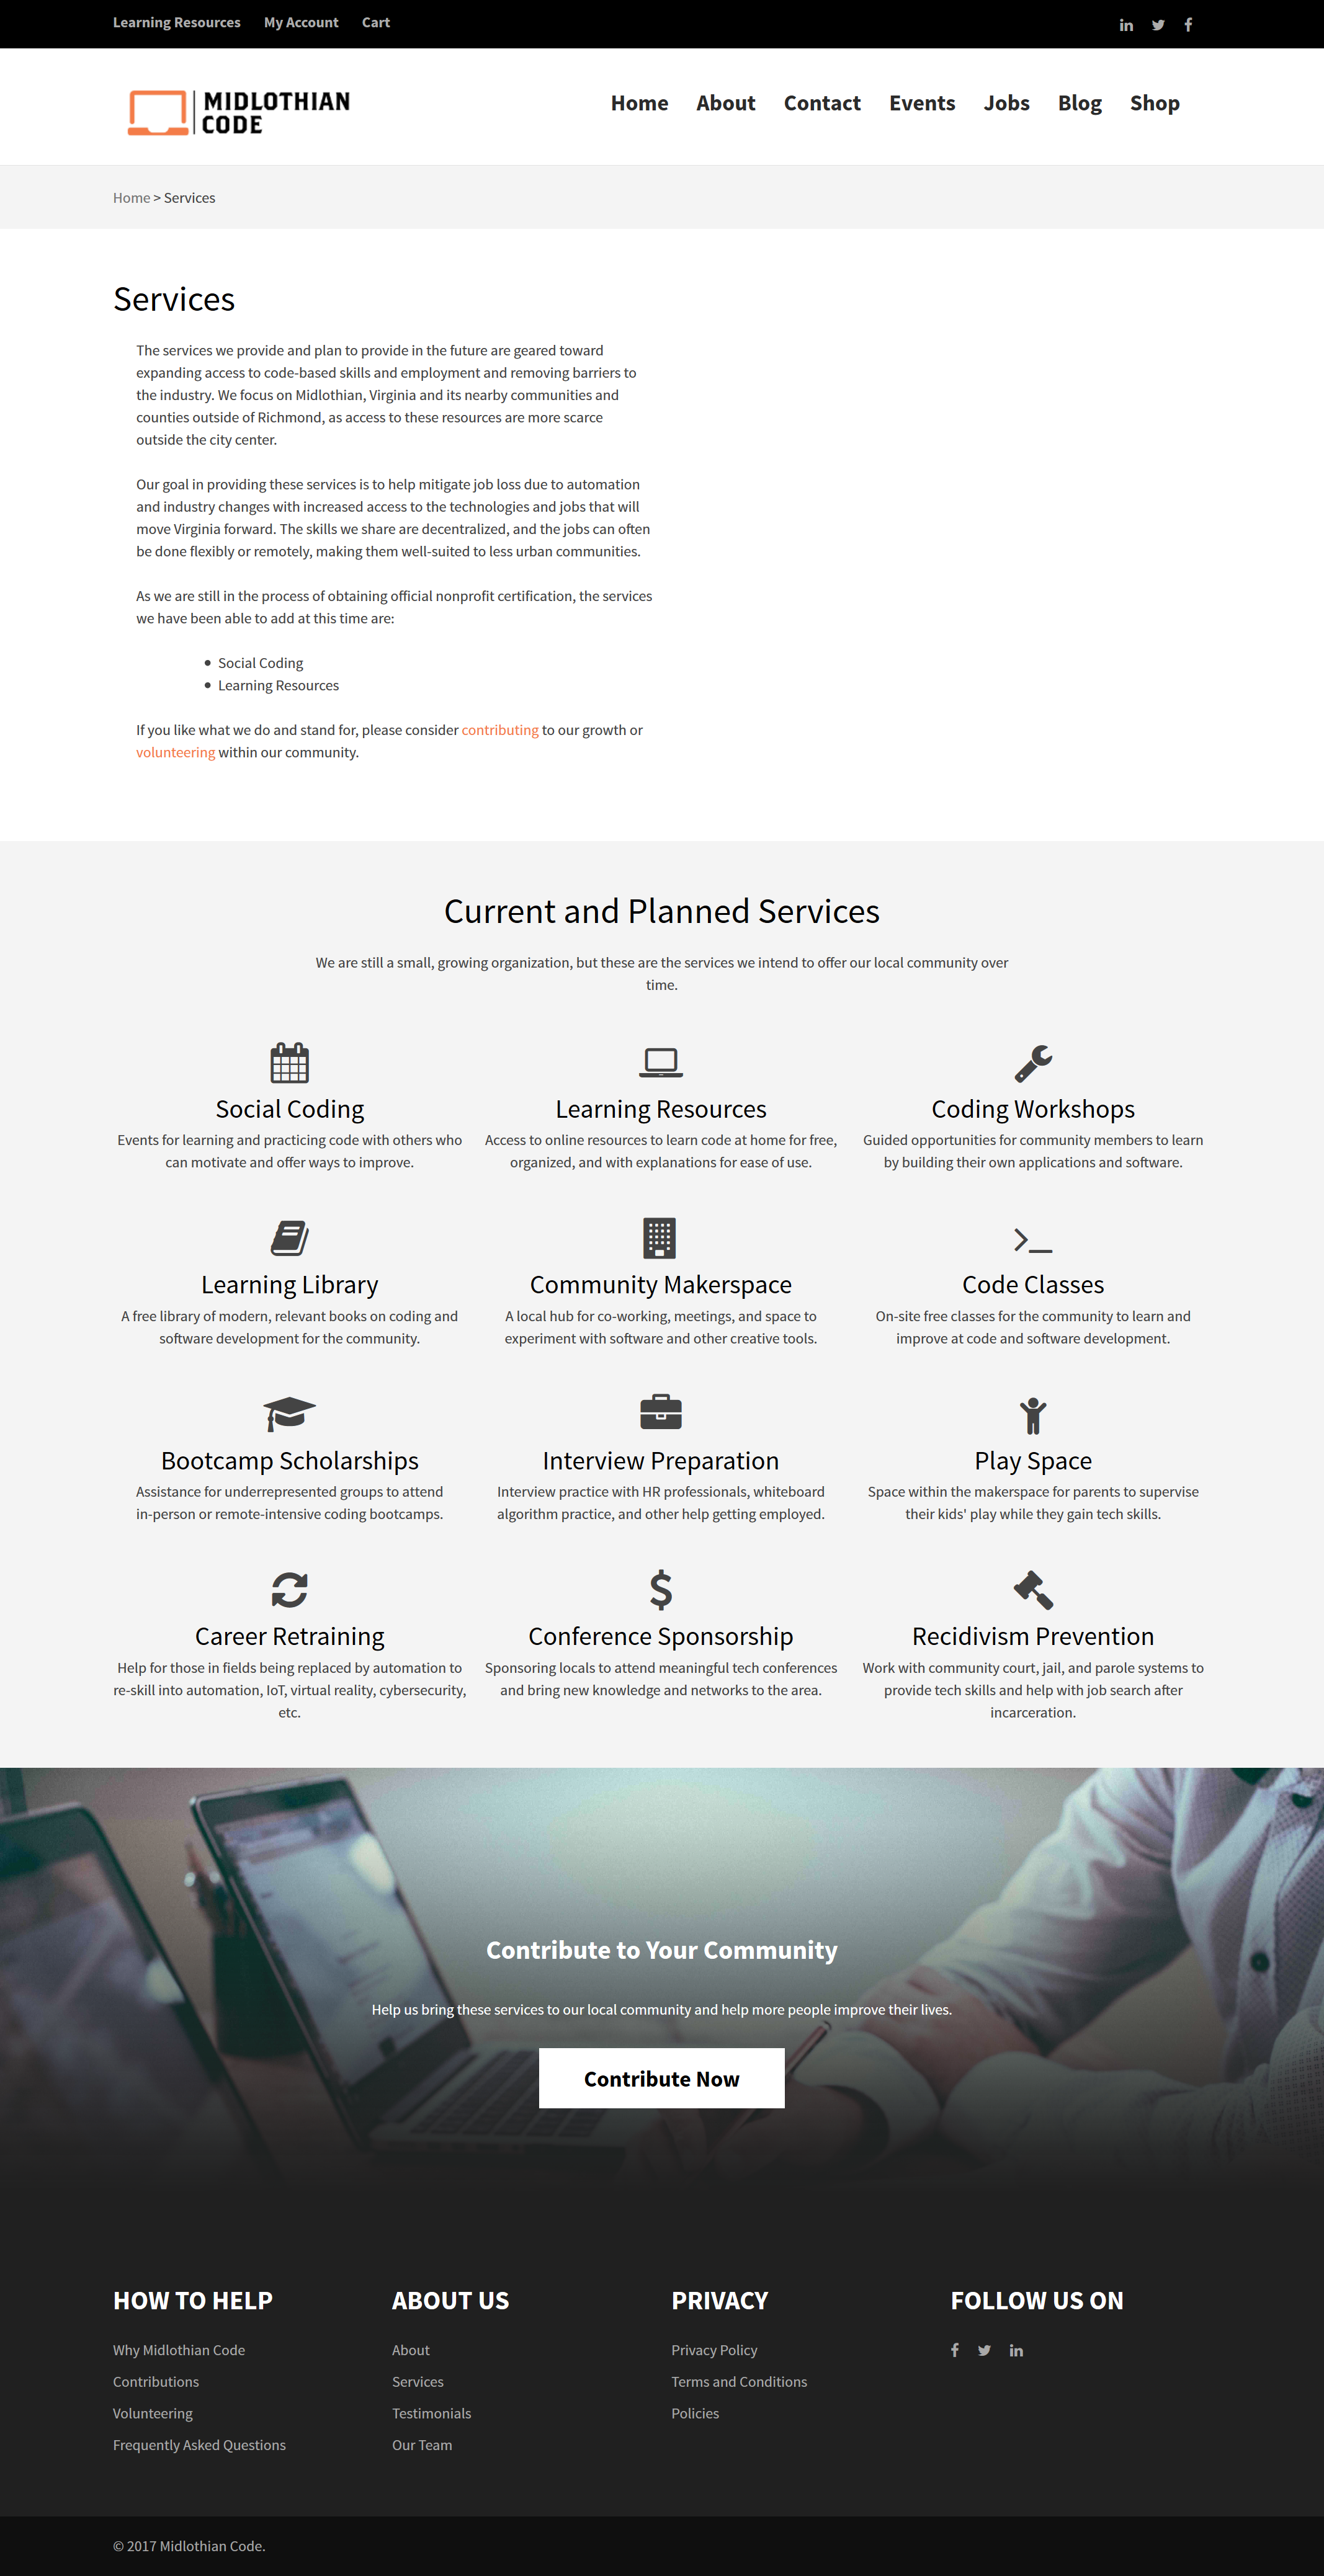 Learning Resources My Account Cart
MIDLOTHIAN
CODE
Home About Contact Events Jobs Blog Shop
Home > Services
Services
The services we provide and plan to provide in the future are geared toward
expanding access to code-based skills and employment and removing barriers to
the industry. We focus on Midlothian, Virginia and its nearby communities and
counties outside of Richmond, as access to these resources are more scarce
outside the city center.
Our goal in providing these services is to help mitigate job loss due to automation
and industry changes with increased access to the technologies and jobs that will
move Virginia forward. The skills we share are decentralized, and the jobs can often
be done flexibly or remotely, making them well-suited to less urban communities.
As we are still in the process of obtaining official nonprofit certification, the services
we have been able to add at this time are:
Social Coding
Learning Resources
If you like what we do and stand for, please consider contributing to our growth or
volunteering within our community.
Current and Planned Services
We are still a small, growing organization, but these are the services we intend to offer our local community over
time.
Social Coding
Events for learning and practicing code with others who
can motivate and offer ways to improve.
Learning Resources
Access to online resources to learn code at home for free,
organized, and with explanations for ease of use.
Coding Workshops
Guided opportunities for community members to learn
by building their own applications and software.
Learning Library
A free library of modern, relevant books on coding and
software development for the community.
Community Makerspace
A local hub for co-working, meetings, and space to
experiment with software and other creative tools.
Code Classes
On-site free classes for the community to learn and
improve at code and software development.
Bootcamp Scholarships
Assistance for underrepresented groups to attend
in-person or remote-intensive coding bootcamps.
Interview Preparation
Interview practice with HR professionals, whiteboard
algorithm practice, and other help getting employed.
Play Space
Space within the makerspace for parents to supervise
their kids' play while they gain tech skills.
Career Retraining
Help for those in fields being replaced by automation to
re-skill into automation, IoT, virtual reality, cybersecurity,
etc.
Conference Sponsorship
Sponsoring locals to attend meaningful tech conferences
and bring new knowledge and networks to the area.
Recidivism Prevention
Work with community court, jail, and parole systems to
provide tech skills and help with job search after
incarceration.
Contribute to Your Community
Help us bring these services to our local community and help more people improve their lives.
Contribute Now
HOW TO HELP
Why Midlothian Code
Contributions
Volunteering
Frequently Asked Questions
ABOUT US
About
Services
Testimonials
Our Team
PRIVACY
Privacy Policy
Terms and Conditions
Policies
FOLLOW US ON
© 2017 Midlothian Code.